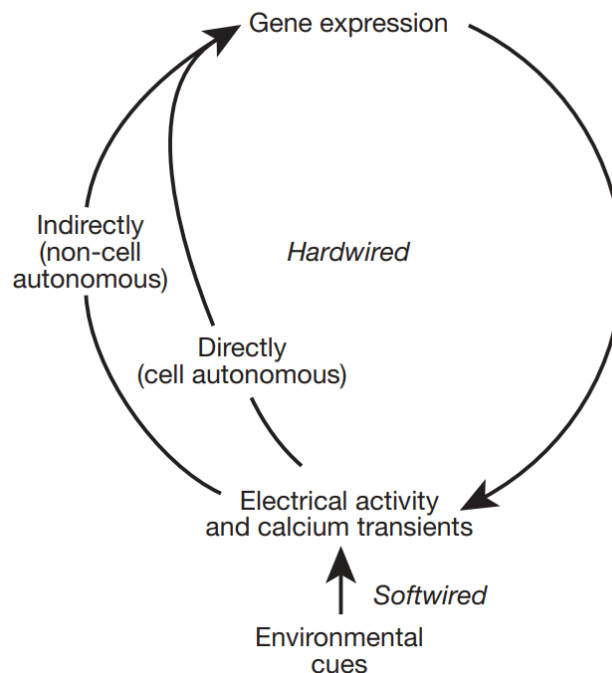 Gene expression
Indirectly
(non-cell
autonomous)
Hardwired
Directly
(cell autonomous)
Electrical activity
and calcium transients
Softwired
Environmental
cues